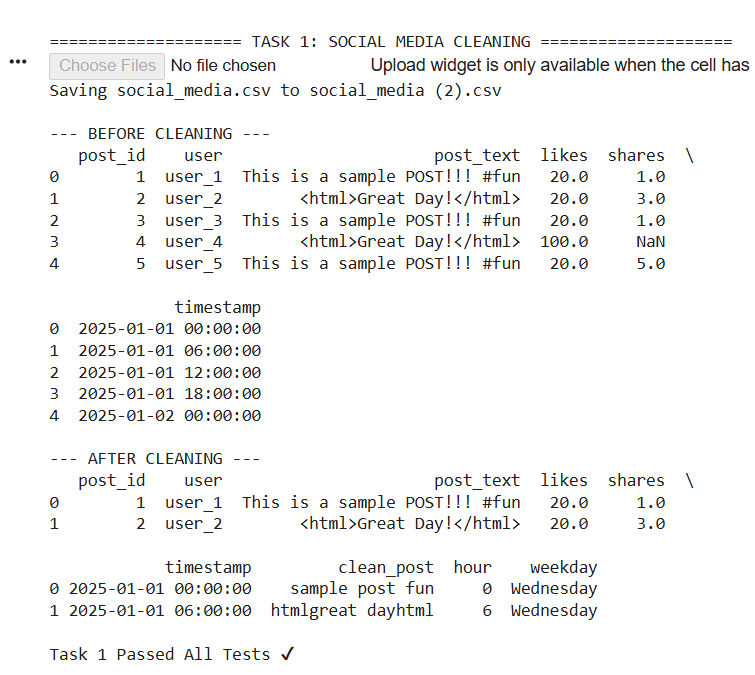 ==================== TASK 1: SOCIAL MEDIA CLEANING ====================
Choose Files No file chosen Upload widget is only available when the cell has
Saving social_media.csv to social_media (2).csv
--- BEFORE CLEANING ---
post_id user post_text likes shares \
0 1 user_1 This is a sample POST!!! #fun 20.0 1.0
1 2 user_2 <html>Great Day!</html> 20.0 3.0
2 3 user_3 This is a sample POST!!! #fun 20.0 1.0
3 4 user_4 <html>Great Day!</html> 100.0 NaN
4 5 user_5 This is a sample POST!!! #fun 20.0 5.0
timestamp
0 2025-01-01 00:00:00
1 2025-01-01 06:00:00
2 2025-01-01 12:00:00
3 2025-01-01 18:00:00
4 2025-01-02 00:00:00
--- AFTER CLEANING ---
post_id user post_text likes shares \
0 1 user_1 This is a sample POST!!! #fun 20.0 1.0
1 2 user_2 <html>Great Day!</html> 20.0 3.0
timestamp clean_post hour weekday
0 2025-01-01 00:00:00 sample post fun 0 Wednesday
1 2025-01-01 06:00:00 htmlgreat dayhtml 6 Wednesday
Task 1 Passed All Tests ✔